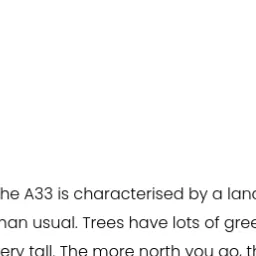 he A33 is characterised by a land
han usual. Trees have lots of gree
ery tall. The more north you go, th